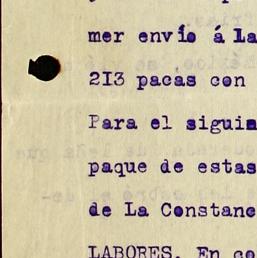 mer envío á La
213 pacas con
Para el siguie
paque de estas
de La Constanc
LABORES. En co